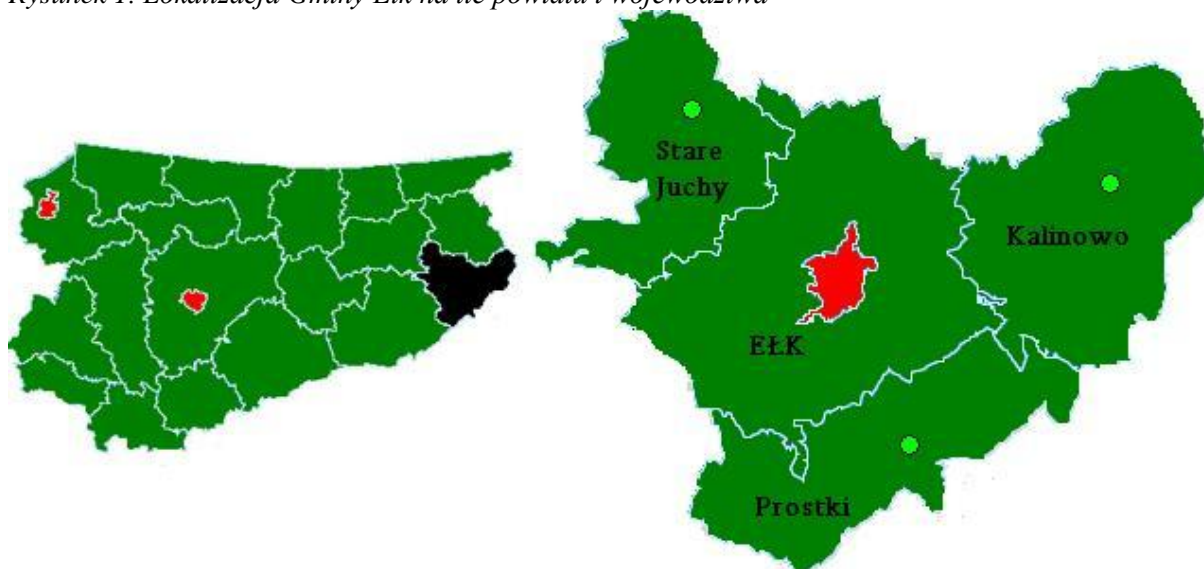 Rysunek 1. Lokalizacja Gminy Ełk na tle powiatu i województwa
Stare
Juchy
Kalinowo
EŁK
Prostki